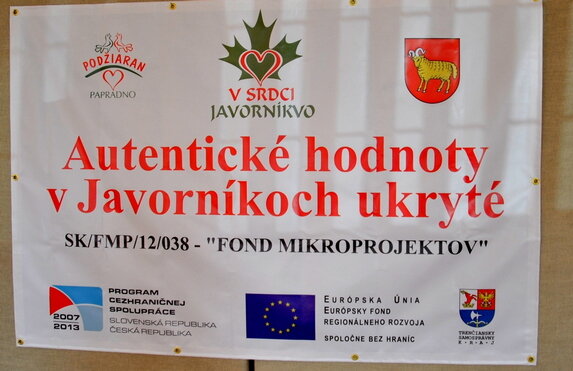 PODŽIARAN
PAPRADNO
V SRDCI
JAVORNÍKVO
Autentické hodnoty
v Javorníkoch ukryté
SK/FMP/12/038 - "FOND MIKROPROJEKTOV"
2007
2013
PROGRAM
CEZHRANIČNEJ
SPOLUPRÁCE
SLOVENSKÁ REPUBLIKA
ČESKÁ REPUBLIKA
EURÓPSKA ÚNIA
EURÓPSKY FOND
REGIONÁLNEHO ROZVOJA
SPOLOČNE BEZ HRANÍC
TRENČIANSKY
SAMOSPRÁVNY
KRAJ